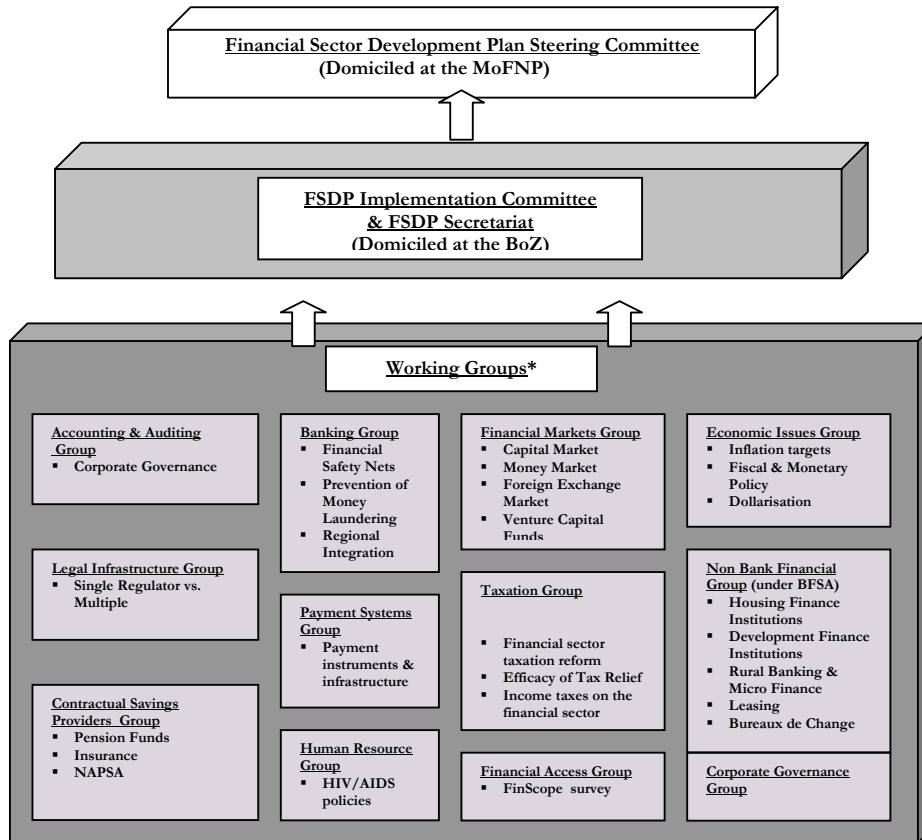 Financial Sector Development Plan Steering Committee
(Domiciled at the MoFNP)
FSDP Implementation Committee
& FSDP Secretariat
(Domiciled at the BoZ)
Working Groups*
Accounting & Auditing
Group
▪ Corporate Governance
Legal Infrastructure Group
▪ Single Regulator vs.
Multiple
Contractual Savings
Providers Group
▪ Pension Funds
▪ Insurance
▪ NAPSA
Banking Group
▪ Financial
Safety Nets
▪ Prevention of
Money
Laundering
▪ Regional
Integration
Payment Systems
Group
▪ Payment
instruments &
infrastructure
Human Resource
Group
▪ HIV/AIDS
policies
Financial Markets Group
▪ Capital Market
▪ Money Market
▪ Foreign Exchange
Market
▪ Venture Capital
Funds
Taxation Group
▪ Financial sector
taxation reform
▪ Efficacy of Tax Relief
▪ Income taxes on the
financial sector
Financial Access Group
▪ FinScope survey
Economic Issues Group
▪ Inflation targets
▪ Fiscal & Monetary
Policy
▪ Dollarisation
Non Bank Financial
Group (under BFSA)
▪ Housing Finance
Institutions
▪ Development Finance
Institutions
▪ Rural Banking &
Micro Finance
▪ Leasing
▪ Bureaux de Change
Corporate Governance
Group